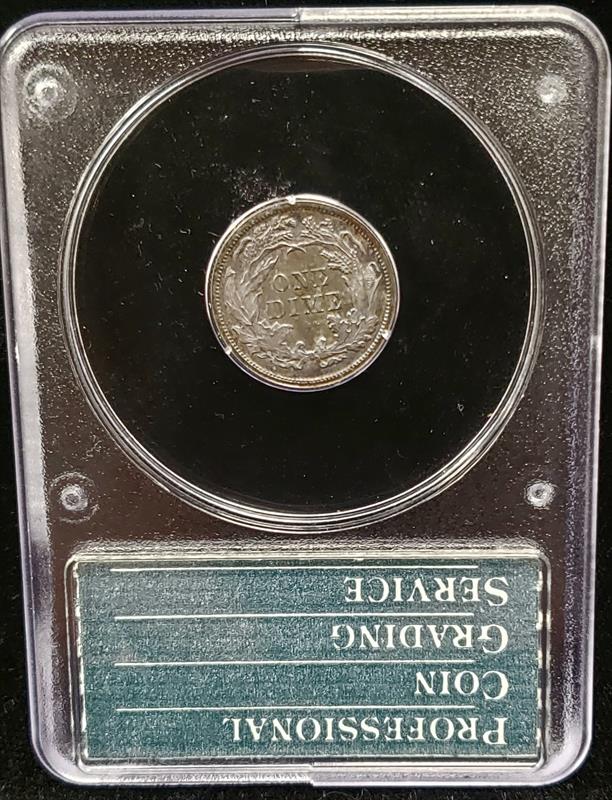 ONE
DIME
PROFESSIONAL
COIN
GRADING
SERVICE